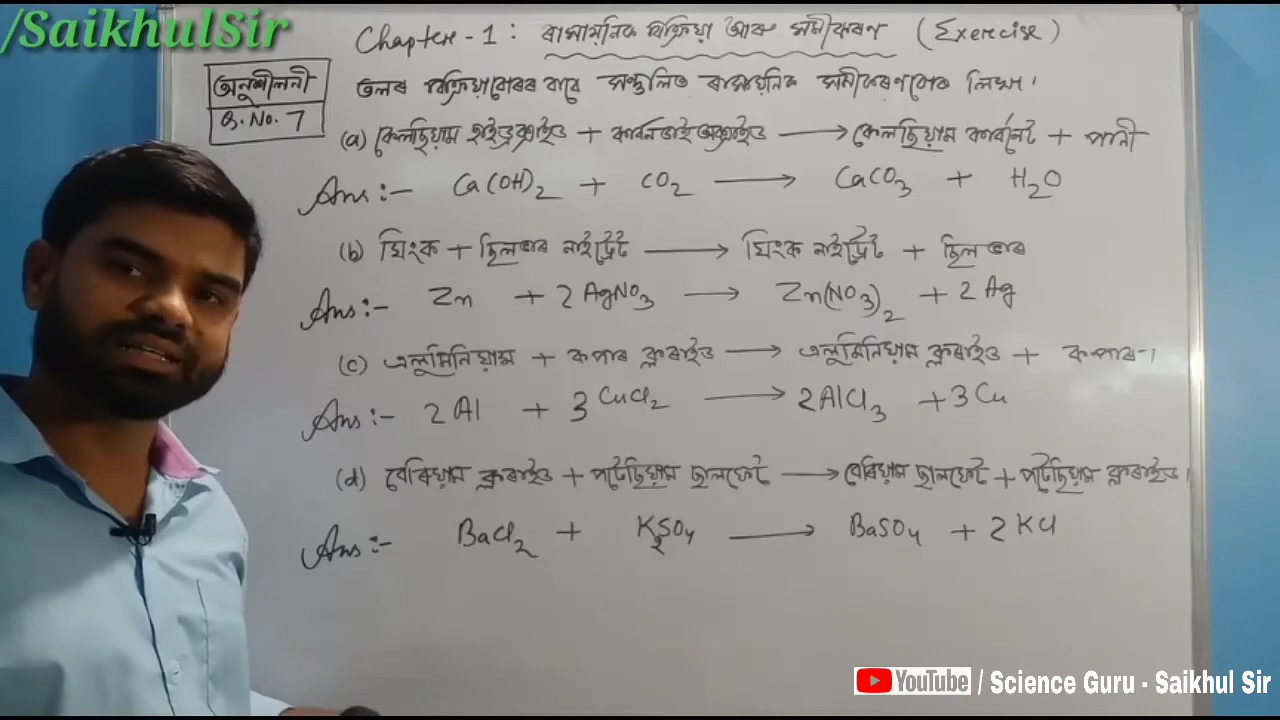 /SaikhulSir
Chapter - 1 : ৰাসায়নিক বিক্ৰিয়া আৰু সমীকৰণ (Exercise)
অনুশীলনী
Q. No. 7
তলৰ বিক্ৰিয়াবোৰৰ বাবে সন্তুলিত ৰাসায়নিক সমীকৰণবোৰ লিখা।
(a) কেলছিয়াম হাইড্ৰক্সাইড + কাৰ্বন ডাই অক্সাইড ⟶ কেলছিয়াম কাৰ্বনেট + পানী
Ans :- Ca(OH)₂ + CO₂ ⟶ CaCO₃ + H₂O
(b) যিংক + ছিলভাৰ নাইট্ৰেট ⟶ যিংক নাইট্ৰেট + ছিলভাৰ
Ans :- Zn + 2 AgNO₃ ⟶ Zn(NO₃)₂ + 2 Ag
(c) এলুমিনিয়াম + কপাৰ ক্লৰাইড ⟶ এলুমিনিয়াম ক্লৰাইড + কপাৰ।
Ans :- 2 Al + 3 CuCl₂ ⟶ 2 AlCl₃ + 3 Cu
(d) বেৰিয়াম ক্লৰাইড + পটেছিয়াম ছালফেট ⟶ বেৰিয়াম ছালফেট + পটেছিয়াম ক্লৰাইড।
Ans :- BaCl₂ + K₂SO₄ ⟶ BaSO₄ + 2 KCl
YouTube / Science Guru - Saikhul Sir